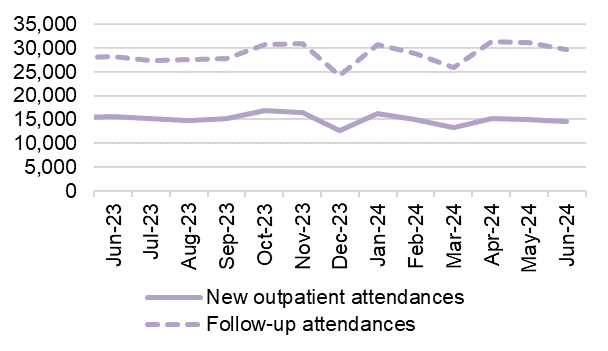 35,000
30,000
25,000
20,000
15,000
10,000
5,000
0
Jun-23
Jul-23
Aug-23
Sep-23
Oct-23
Nov-23
Dec-23
Jan-24
Feb-24
Mar-24
Apr-24
May-24
Jun-24
New outpatient attendances
Follow-up attendances